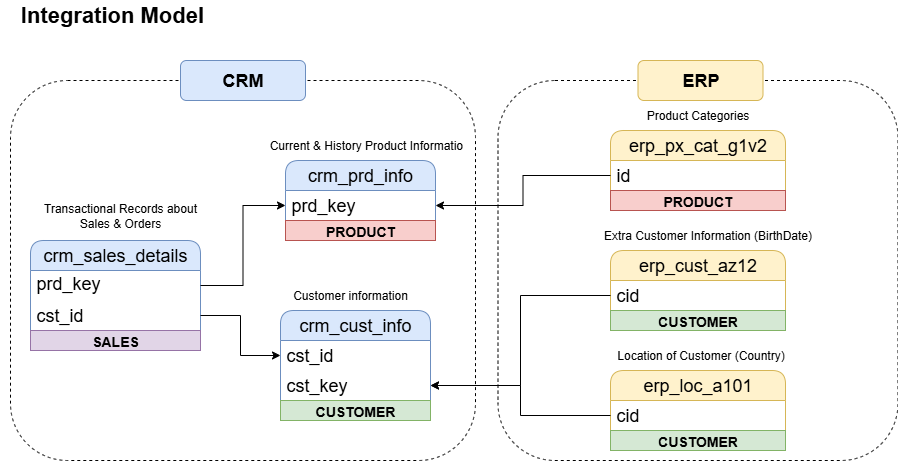 Integration Model
CRM
ERP
Product Categories
erp_px_cat_g1v2
id
PRODUCT
Current & History Product Informatio
crm_prd_info
prd_key
PRODUCT
Transactional Records about
Sales & Orders
crm_sales_details
prd_key
cst_id
SALES
Extra Customer Information (BirthDate)
erp_cust_az12
cid
CUSTOMER
Customer information
crm_cust_info
cst_id
cst_key
CUSTOMER
Location of Customer (Country)
erp_loc_a101
cid
CUSTOMER